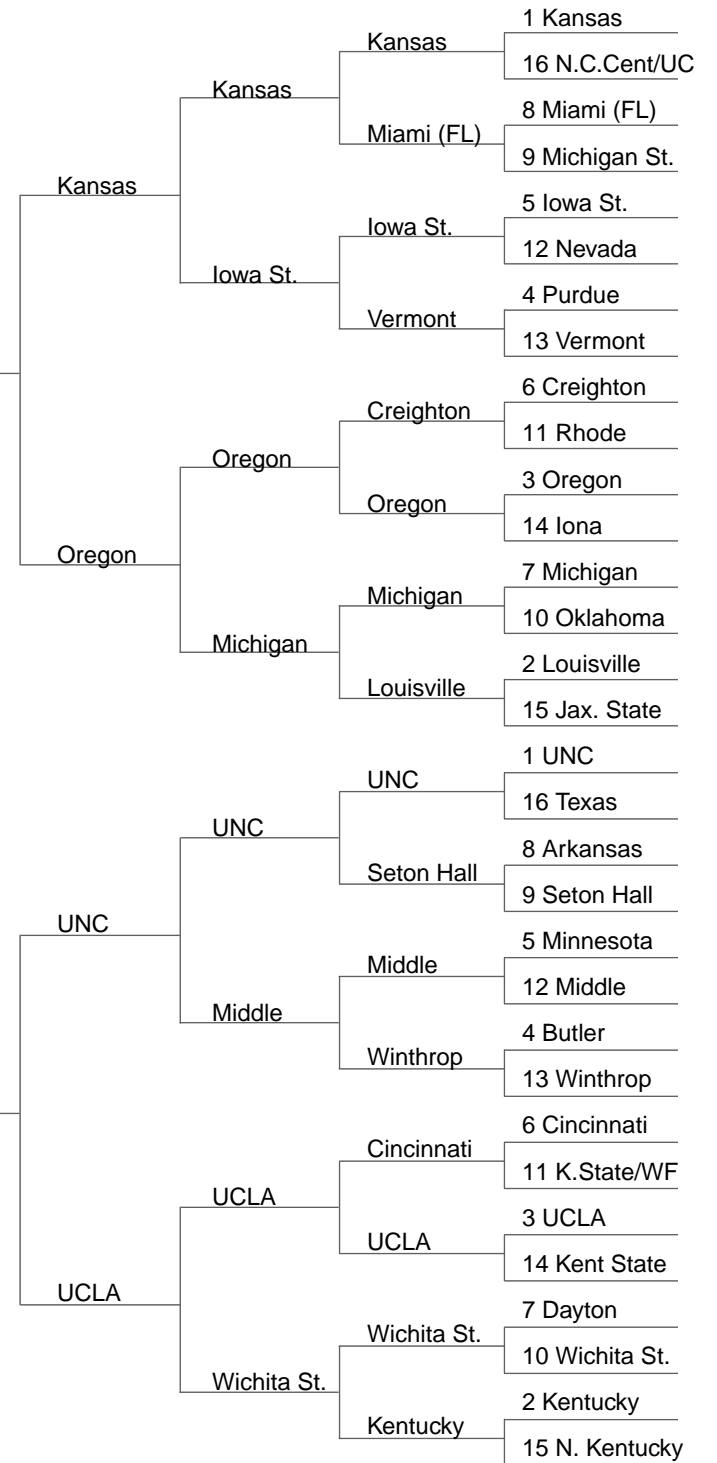 1 Kansas
Kansas
16 N.C.Cent/UC
Kansas
8 Miami (FL)
Miami (FL)
9 Michigan St.
Kansas
5 Iowa St.
Iowa St.
12 Nevada
Iowa St.
4 Purdue
Vermont
13 Vermont
6 Creighton
Creighton
11 Rhode
Oregon
3 Oregon
Oregon
14 Iona
Oregon
7 Michigan
Michigan
10 Oklahoma
Michigan
2 Louisville
Louisville
15 Jax. State
1 UNC
UNC
16 Texas
UNC
8 Arkansas
Seton Hall
9 Seton Hall
UNC
5 Minnesota
Middle
12 Middle
Middle
4 Butler
Winthrop
13 Winthrop
6 Cincinnati
Cincinnati
11 K.State/WF
UCLA
3 UCLA
UCLA
14 Kent State
UCLA
7 Dayton
Wichita St.
10 Wichita St.
Wichita St.
2 Kentucky
Kentucky
15 N. Kentucky